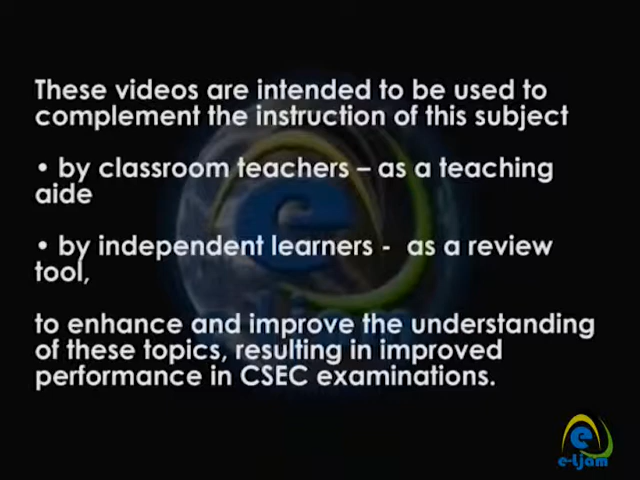 These videos are intended to be used to
complement the instruction of this subject
• by classroom teachers – as a teaching
aide
• by independent learners - as a review
tool,
to enhance and improve the understanding
of these topics, resulting in improved
performance in CSEC examinations.
e
e-Ljam